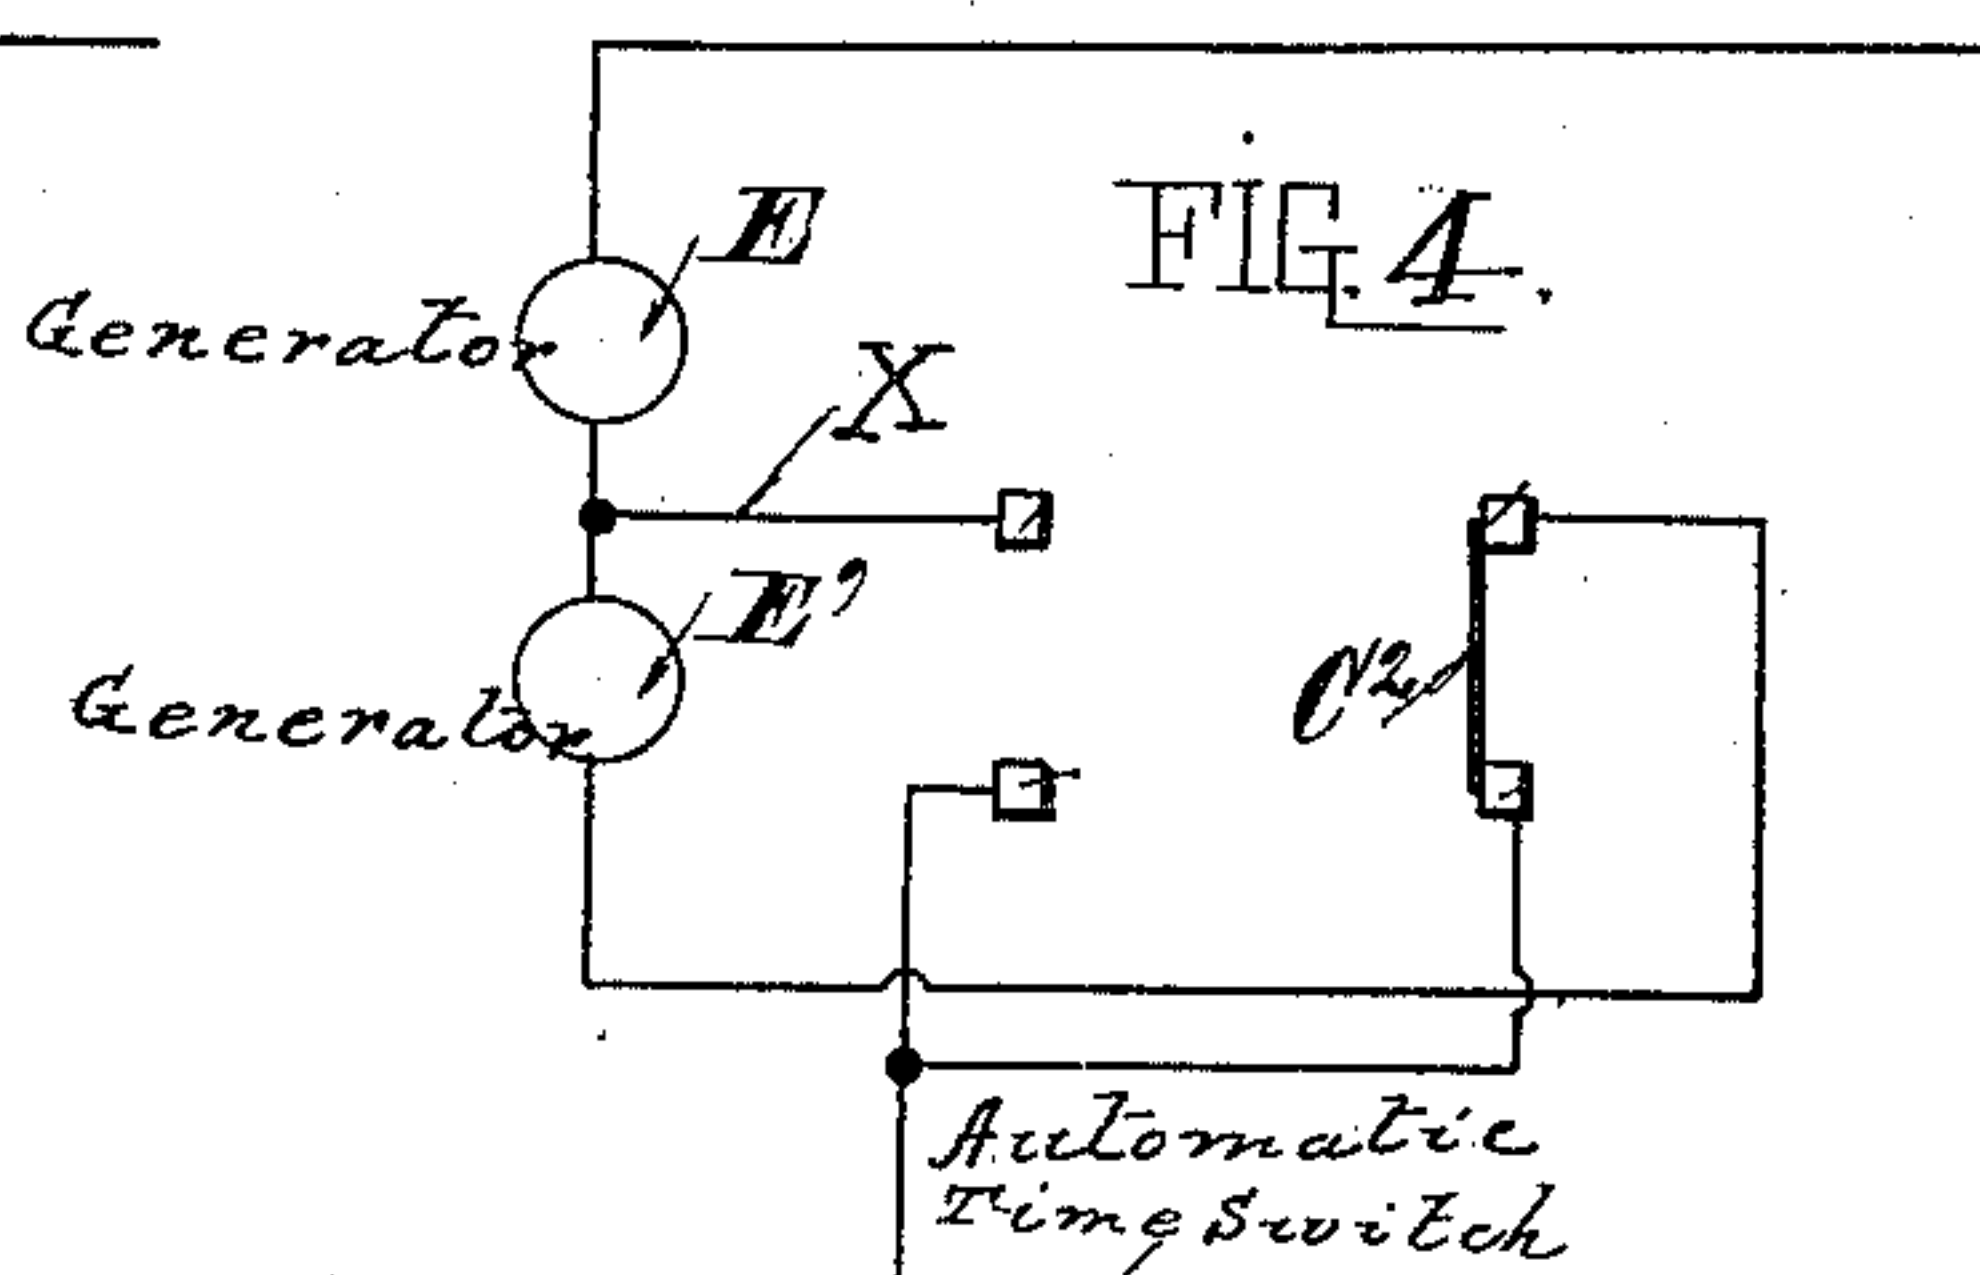 FIG. 4.
E
Generator
X
E'
Generator
C²
Automatic
Time Switch